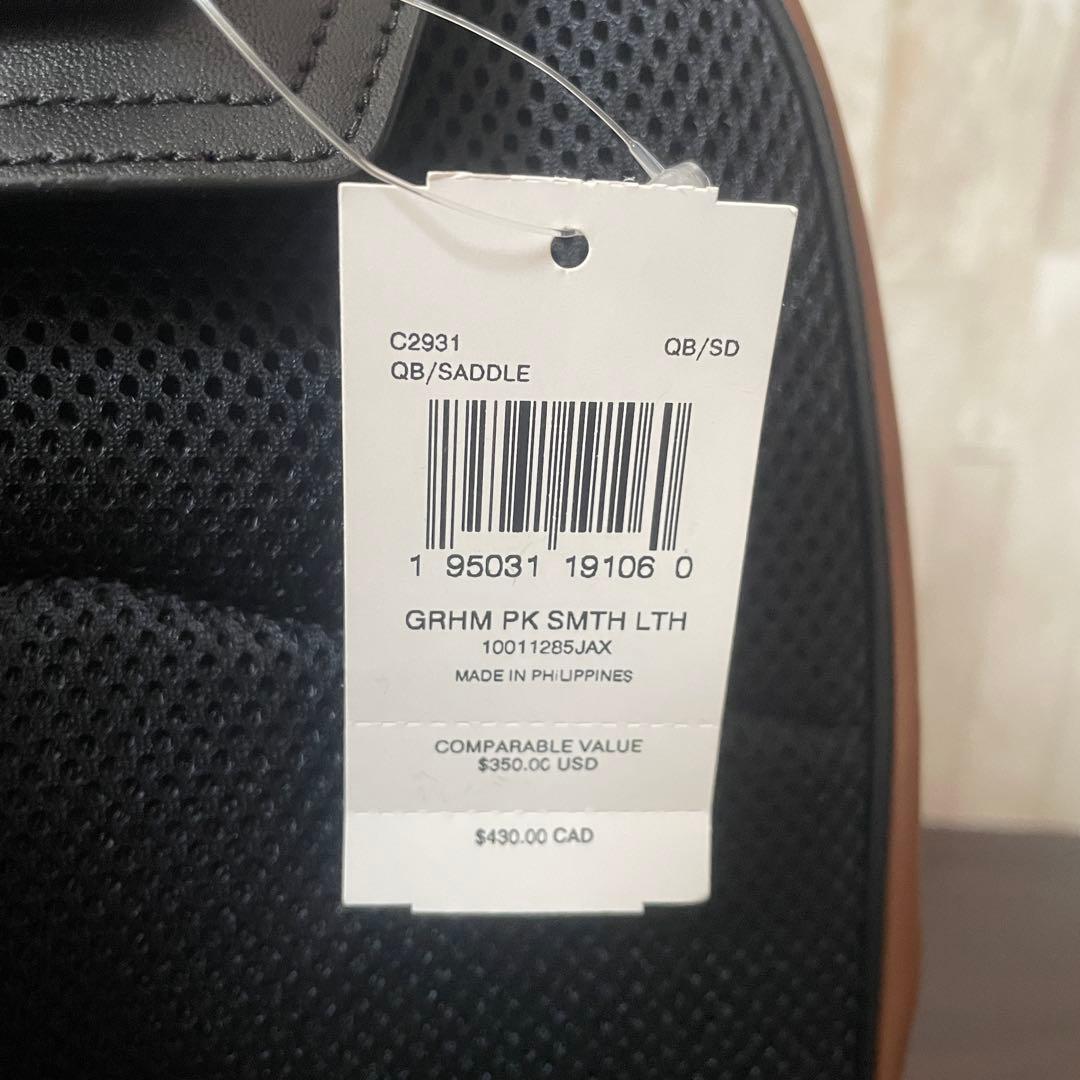 C2931 QB/SD
QB/SADDLE
1 95031 19106 0
GRHM PK SMTH LTH
10011285JAX
MADE IN PHILIPPINES
COMPARABLE VALUE
$350.00 USD
$430.00 CAD